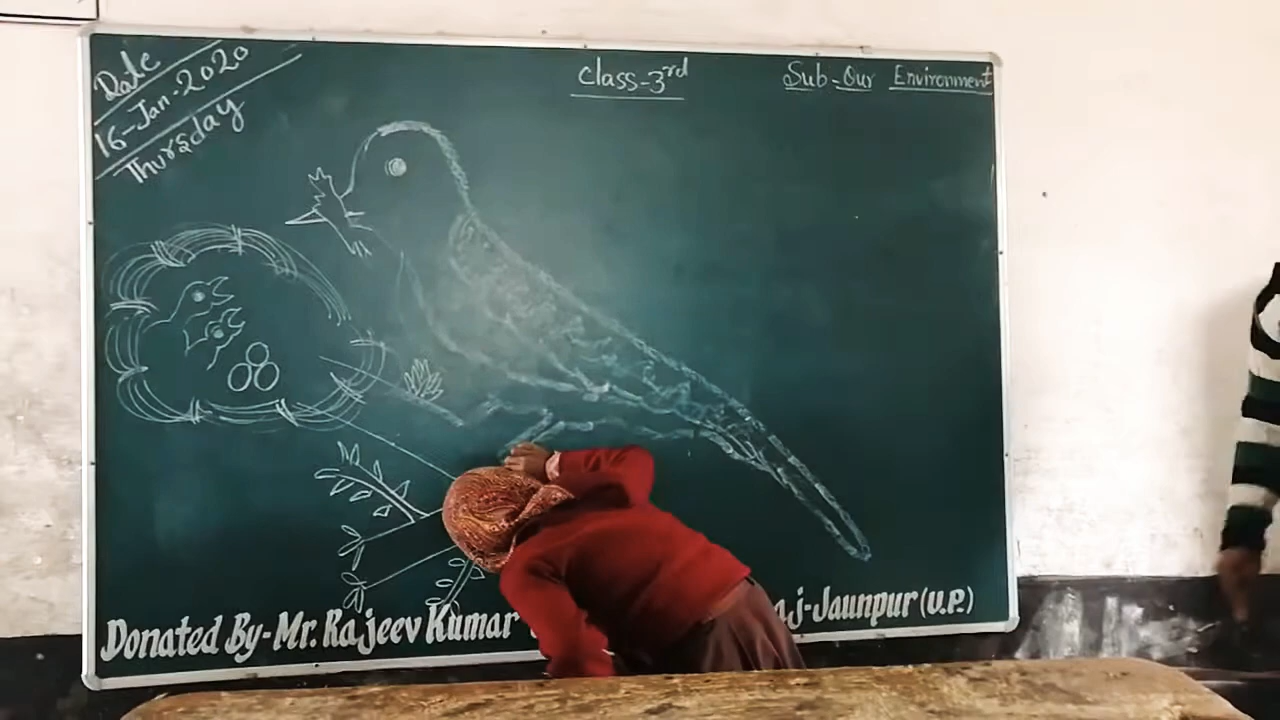 Date
16-Jan-2020
Thursday
Class-3rd
Sub-Our Environment
Donated By-Mr. Rajeev Kumar
j-Jaunpur (U.P.)